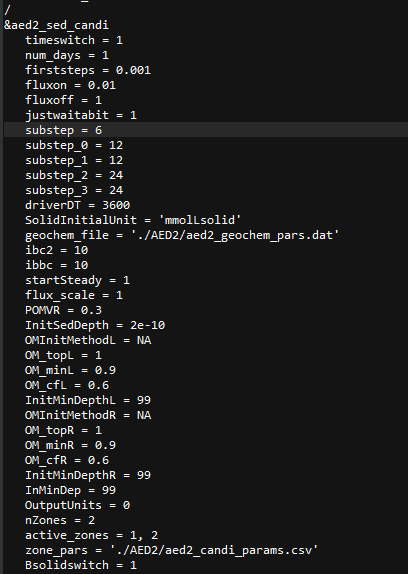 /
&aed2_sed_candi
timeswitch = 1
num_days = 1
firststeps = 0.001
fluxon = 0.01
fluxoff = 1
justwaitabit = 1
substep = 6
substep_0 = 12
substep_1 = 12
substep_2 = 24
substep_3 = 24
driverDT = 3600
SolidInitialUnit = 'mmolLsolid'
geochem_file = './AED2/aed2_geochem_pars.dat'
ibc2 = 10
ibbc = 10
startSteady = 1
flux_scale = 1
POMVR = 0.3
InitSedDepth = 2e-10
OMInitMethodL = NA
OM_topL = 1
OM_minL = 0.9
OM_cfL = 0.6
InitMinDepthL = 99
OMInitMethodR = NA
OM_topR = 1
OM_minR = 0.9
OM_cfR = 0.6
InitMinDepthR = 99
InMinDep = 99
OutputUnits = 0
nZones = 2
active_zones = 1, 2
zone_pars = './AED2/aed2_candi_params.csv'
Bsolidswitch = 1